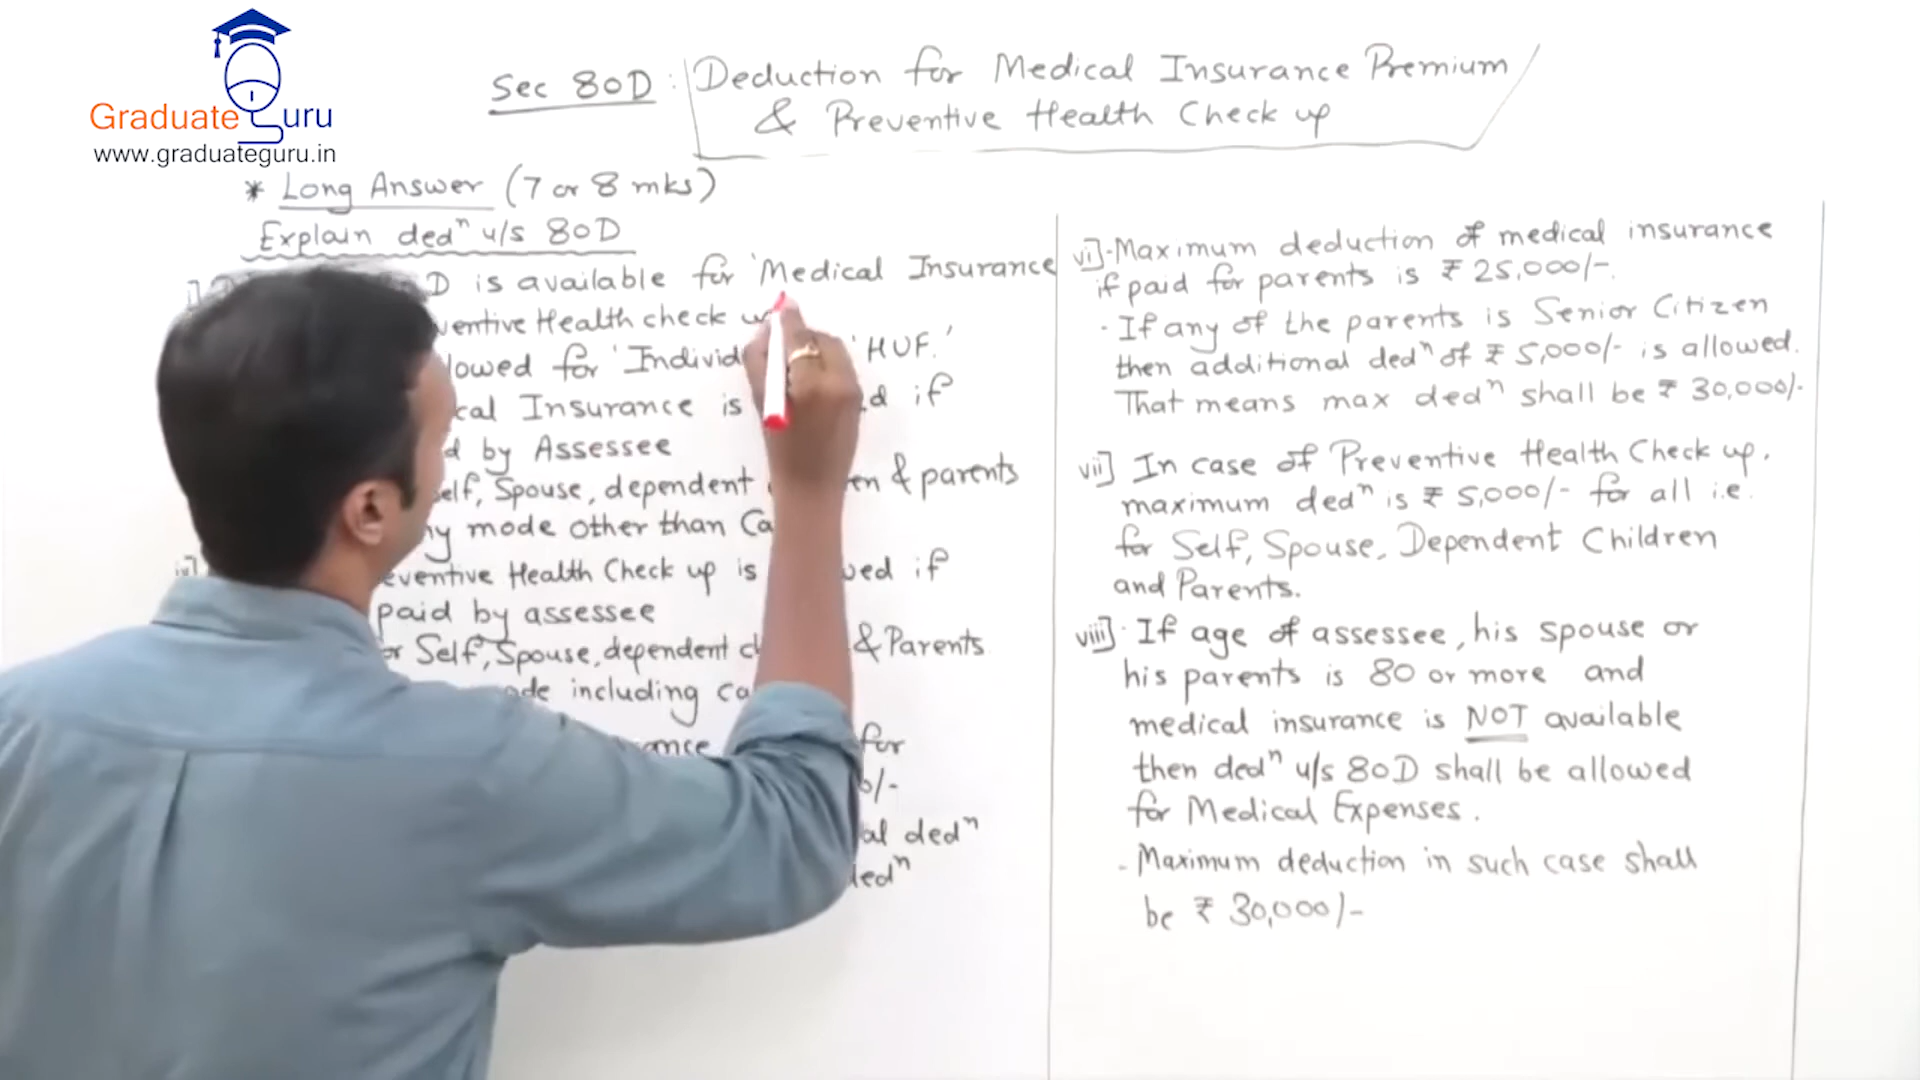 Graduate Guru
www.graduateguru.in
Sec 80D : Deduction for Medical Insurance Premium
& Preventive Health Check up
* Long Answer (7 or 8 mks)
Explain dedⁿ u/s 80D
i] D is available for 'Medical Insurance
ventive Health check
lowed for 'Individ 'HUF.'
cal Insurance is d if
d by Assessee
elf, Spouse, dependent en & parents
ny mode other than Ca
iv] eventive Health Check up is wed if
paid by assessee
or Self, Spouse, dependent ch & Parents
ode including ca
ance for
0/-
al dedⁿ
dedⁿ
vi] · Maximum deduction of medical insurance
if paid for parents is ₹ 25,000/-.
· If any of the parents is Senior Citizen
then additional dedⁿ of ₹ 5,000/- is allowed.
That means max dedⁿ shall be ₹ 30,000/-
vii] In case of Preventive Health Check up,
maximum dedⁿ is ₹ 5,000/- for all i.e.
for Self, Spouse, Dependent Children
and Parents.
viii] · If age of assessee, his spouse or
his parents is 80 or more and
medical insurance is NOT available
then dedⁿ u/s 80D shall be allowed
for Medical Expenses.
- Maximum deduction in such case shall
be ₹ 30,000/-